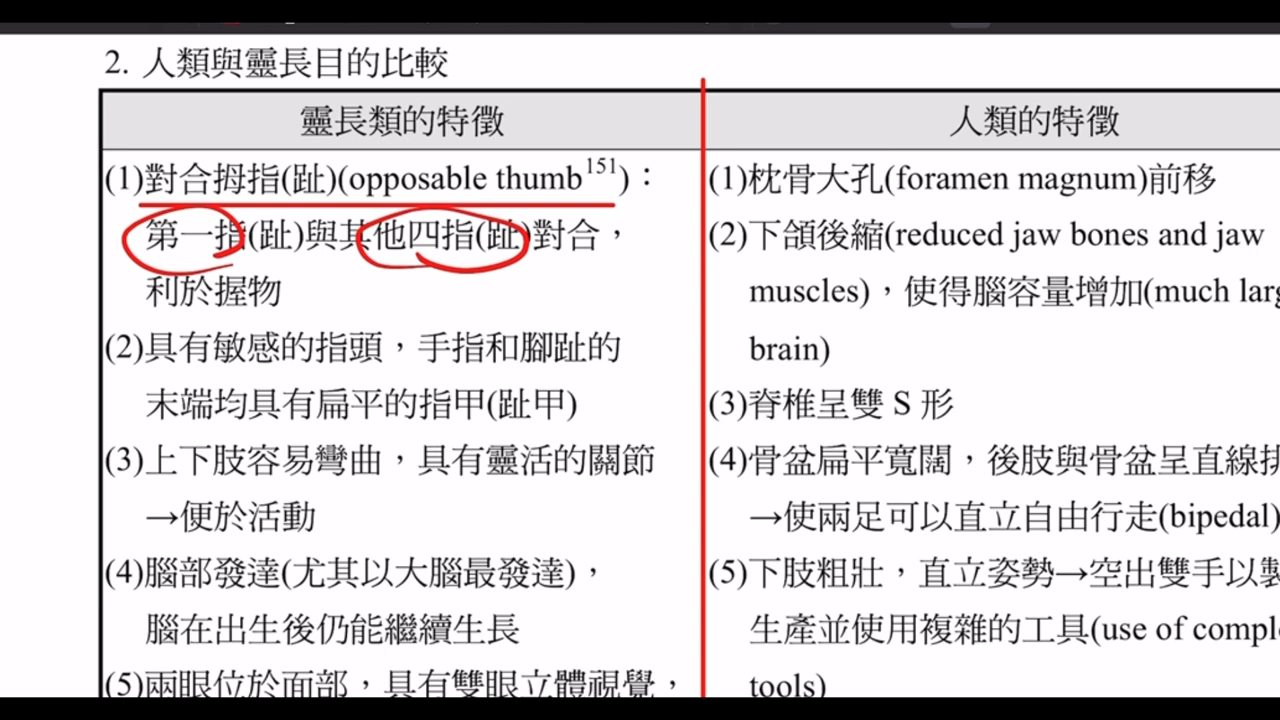 2. 人類與靈長目的比較
靈長類的特徵
(1)對合拇指(趾)(opposable thumb151)：
第一指(趾)與其他四指(趾)對合，
利於握物
(2)具有敏感的指頭，手指和腳趾的
末端均具有扁平的指甲(趾甲)
(3)上下肢容易彎曲，具有靈活的關節
→便於活動
(4)腦部發達(尤其以大腦最發達)，
腦在出生後仍能繼續生長
(5)兩眼位於面部，具有雙眼立體視覺，
人類的特徵
(1)枕骨大孔(foramen magnum)前移
(2)下頜後縮(reduced jaw bones and jaw
muscles)，使得腦容量增加(much
brain)
(3)脊椎呈雙 S 形
(4)骨盆扁平寬闊，後肢與骨盆呈直線
→使兩足可以直立自由行走(bipedal)
(5)下肢粗壯，直立姿勢→空出雙手以
生產並使用複雜的工具(use of
tools)